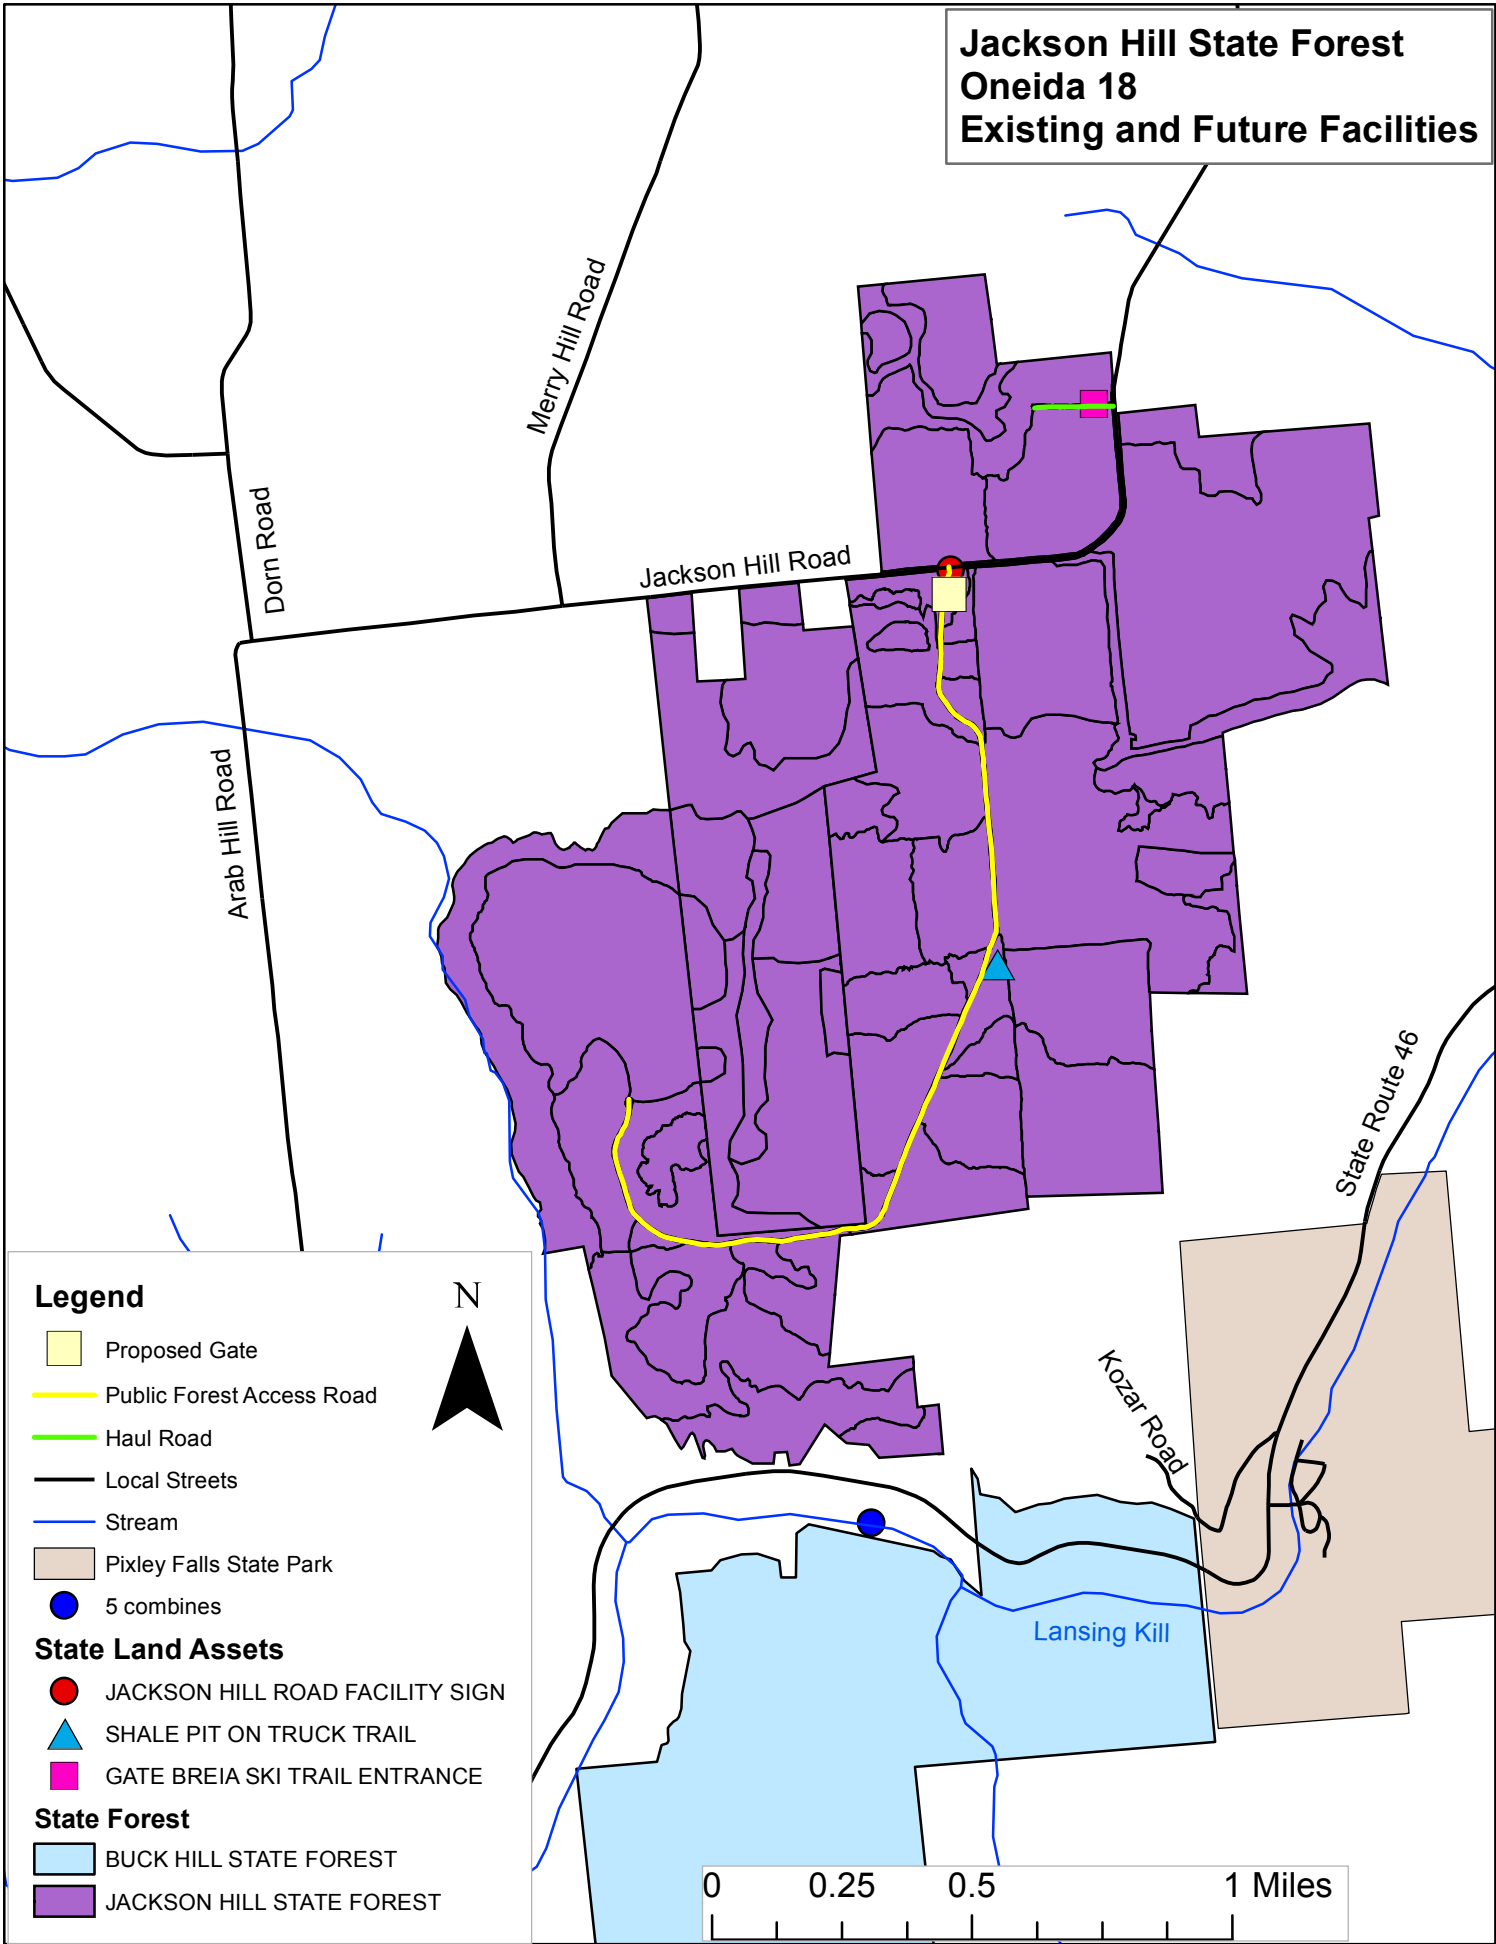 Jackson Hill State Forest
Oneida 18
Existing and Future Facilities
Merry Hill Road
Dorn Road
Jackson Hill Road
Arab Hill Road
State Route 46
Kozar Road
Lansing Kill
Legend
N
Proposed Gate
Public Forest Access Road
Haul Road
Local Streets
Stream
Pixley Falls State Park
5 combines
State Land Assets
JACKSON HILL ROAD FACILITY SIGN
SHALE PIT ON TRUCK TRAIL
GATE BREIA SKI TRAIL ENTRANCE
State Forest
BUCK HILL STATE FOREST
JACKSON HILL STATE FOREST
0 0.25 0.5 1 Miles